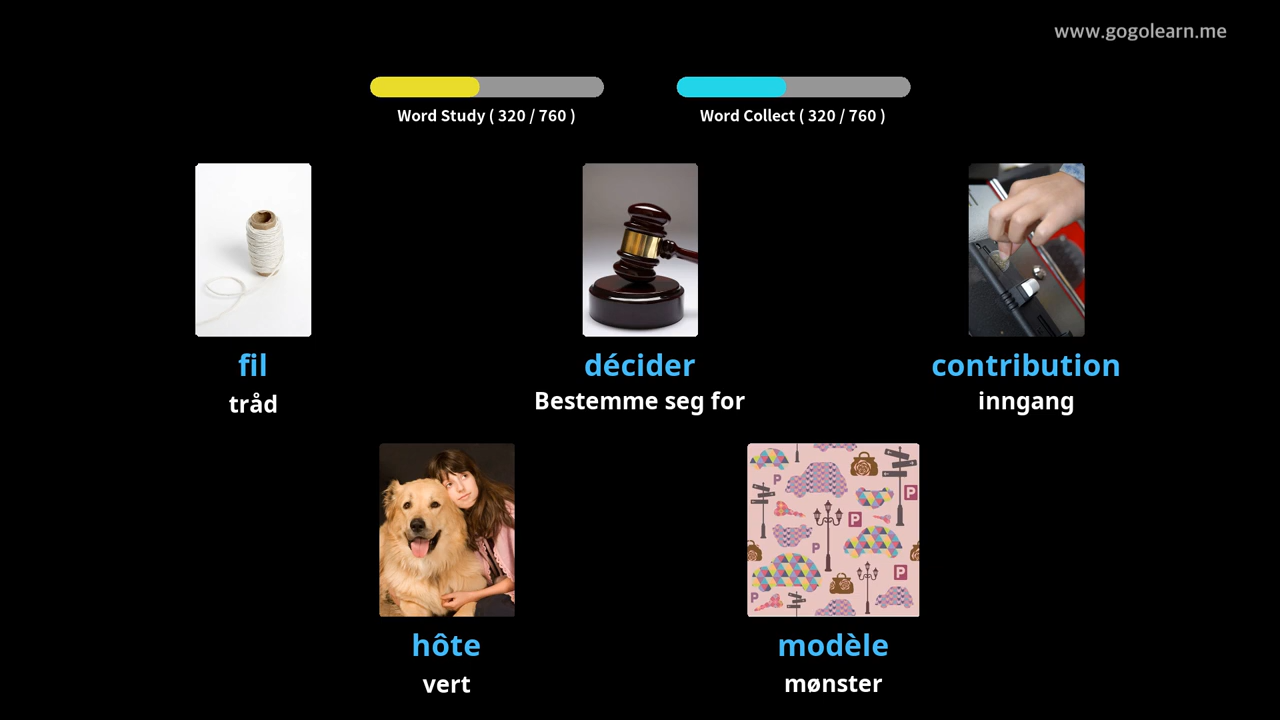 www.gogolearn.me
Word Study ( 320 / 760 )
Word Collect ( 320 / 760 )
fil
décider
contribution
tråd
Bestemme seg for
inngang
P
P
P
P
P
P
hôte
modèle
vert
mønster